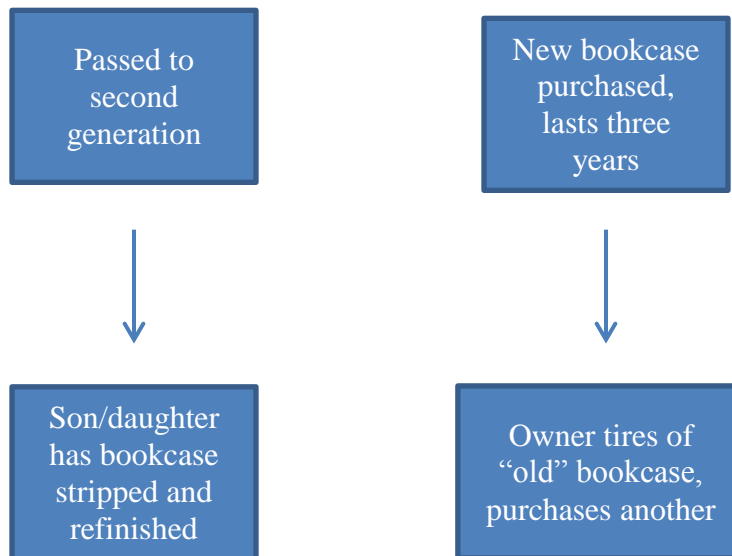 Passed to
second
generation
New bookcase
purchased,
lasts three
years
Son/daughter
has bookcase
stripped and
refinished
Owner tires of
“old” bookcase,
purchases another